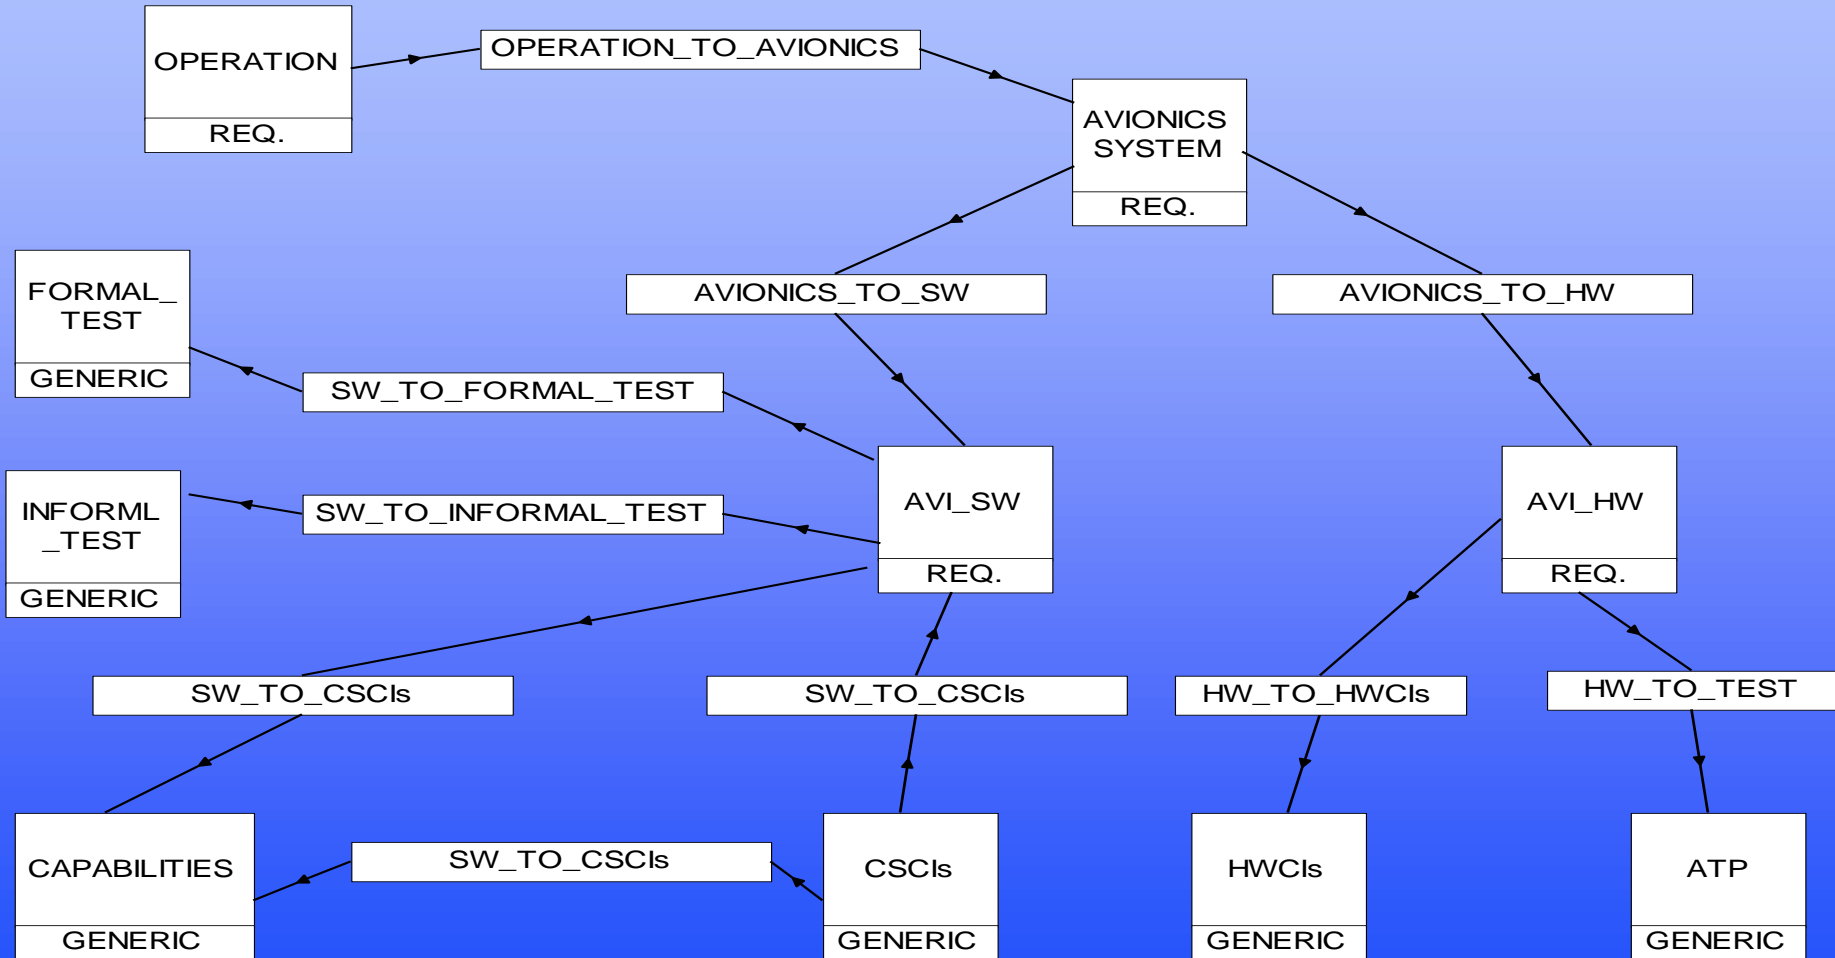 OPERATION
REQ.
OPERATION_TO_AVIONICS
AVIONICS
SYSTEM
REQ.
FORMAL_
TEST
GENERIC
AVIONICS_TO_SW
AVIONICS_TO_HW
SW_TO_FORMAL_TEST
INFORML
_TEST
GENERIC
SW_TO_INFORMAL_TEST
AVI_SW
REQ.
AVI_HW
REQ.
SW_TO_CSCIs
SW_TO_CSCIs
HW_TO_HWCIs
HW_TO_TEST
CAPABILITIES
GENERIC
SW_TO_CSCIs
CSCIs
GENERIC
HWCIs
GENERIC
ATP
GENERIC